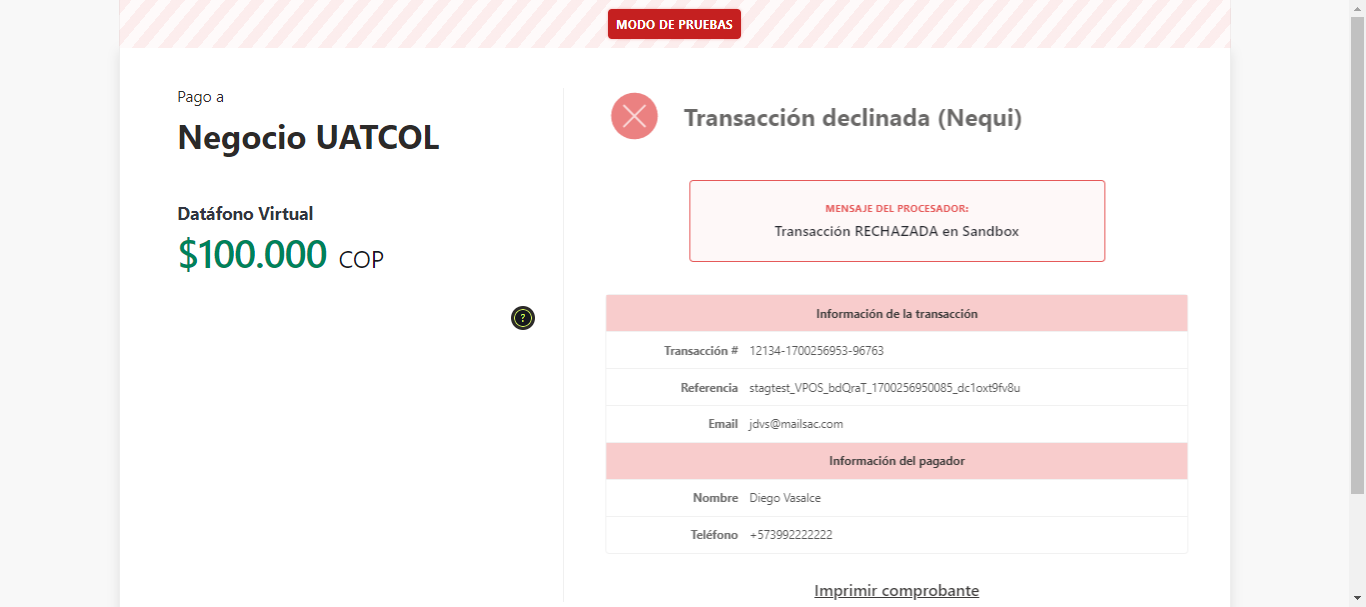 MODO DE PRUEBAS
Pago a
Negocio UATCOL
Datáfono Virtual
$100.000 COP
?
Transacción declinada (Nequi)
MENSAJE DEL PROCESADOR:
Transacción RECHAZADA en Sandbox
Información de la transacción
Transacción # 12134-1700256953-96763
Referencia stagtest_VPOS_bdQraT_1700256950085_dc1oxt9fv8u
Email jdvs@mailsac.com
Información del pagador
Nombre Diego Vasalce
Teléfono +573992222222
Imprimir comprobante